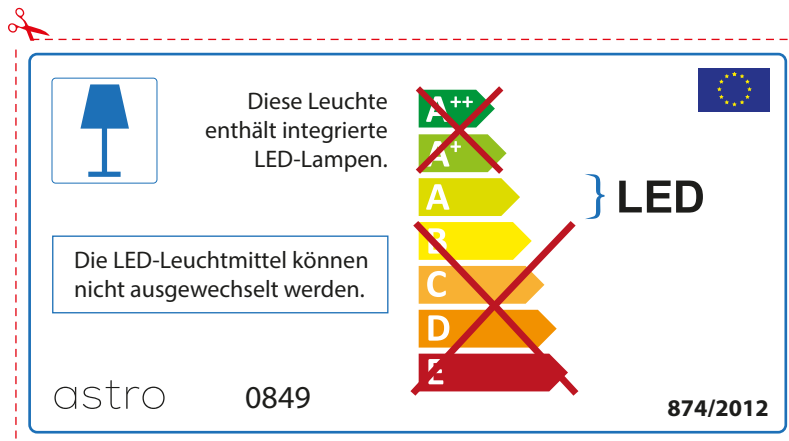 Diese Leuchte
enthält integrierte
LED-Lampen.
Die LED-Leuchtmittel können
nicht ausgewechselt werden.
A++
A+
A
B
C
D
E
LED
astro
0849
874/2012